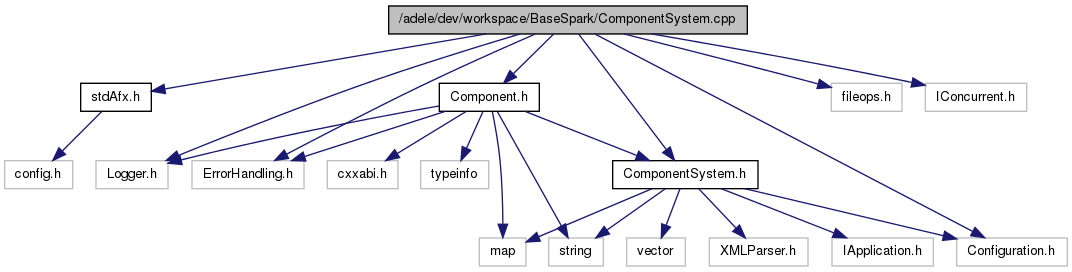 /adele/dev/workspace/BaseSpark/ComponentSystem.cpp
stdAfx.h
Component.h
fileops.h
IConcurrent.h
config.h
Logger.h
ErrorHandling.h
cxxabi.h
typeinfo
ComponentSystem.h
map
string
vector
XMLParser.h
IApplication.h
Configuration.h